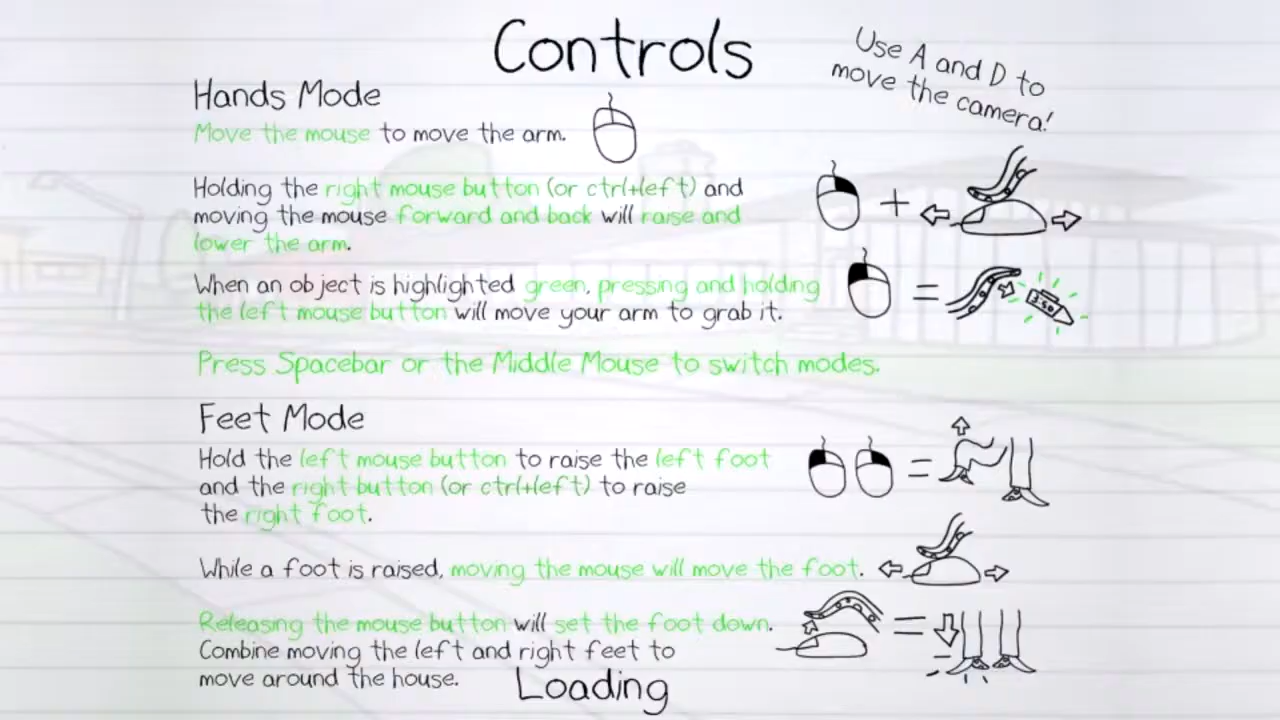 Controls
Use A and D to
move the camera!
Hands Mode
Move the mouse to move the arm.
Holding the right mouse button (or ctrl+left) and
moving the mouse forward and back will raise and
lower the arm.
When an object is highlighted green, pressing and holding
the left mouse button will move your arm to grab it.
Press Spacebar or the Middle Mouse to switch modes.
Feet Mode
Hold the left mouse button to raise the left foot
and the right button (or ctrl+left) to raise
the right foot.
While a foot is raised, moving the mouse will move the foot.
Releasing the mouse button will set the foot down.
Combine moving the left and right feet to
move around the house.
Loading